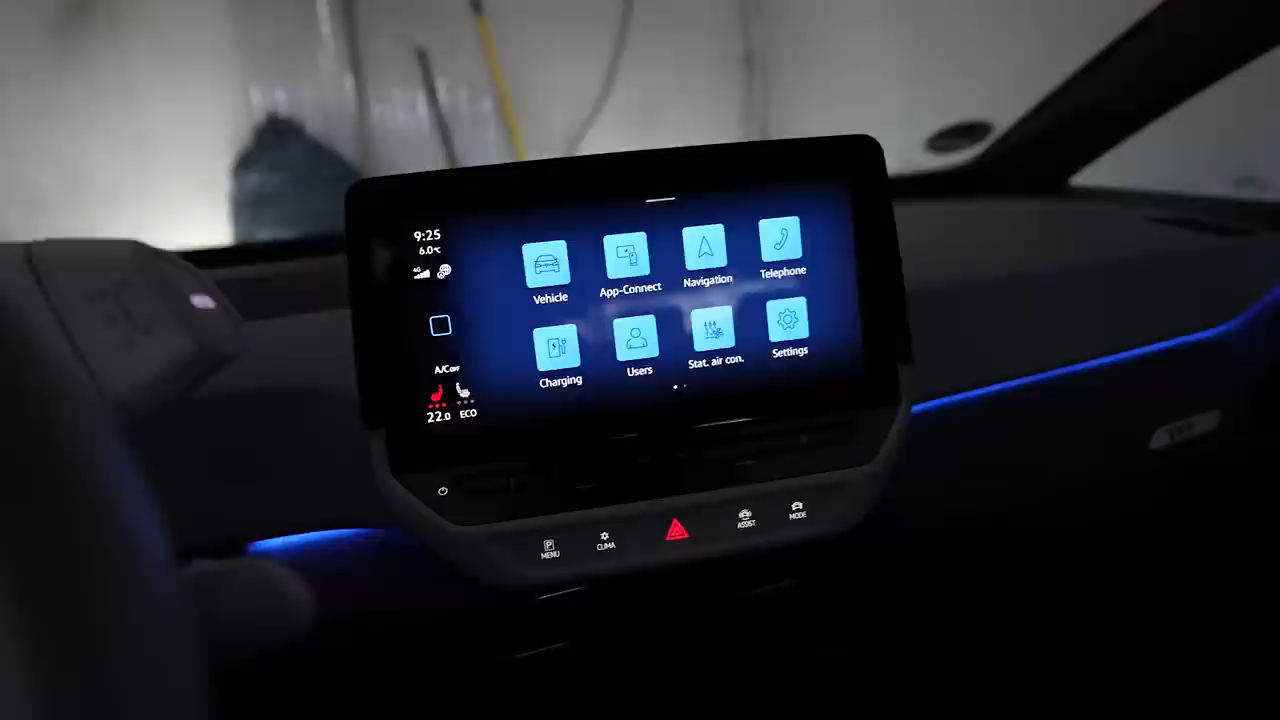 9:25
6.0°C
4G
Vehicle
App-Connect
Navigation
Telephone
Charging
Users
Stat. air con.
Settings
22.0 ECO
P
MENU
CLIMA
ASSIST
MODE